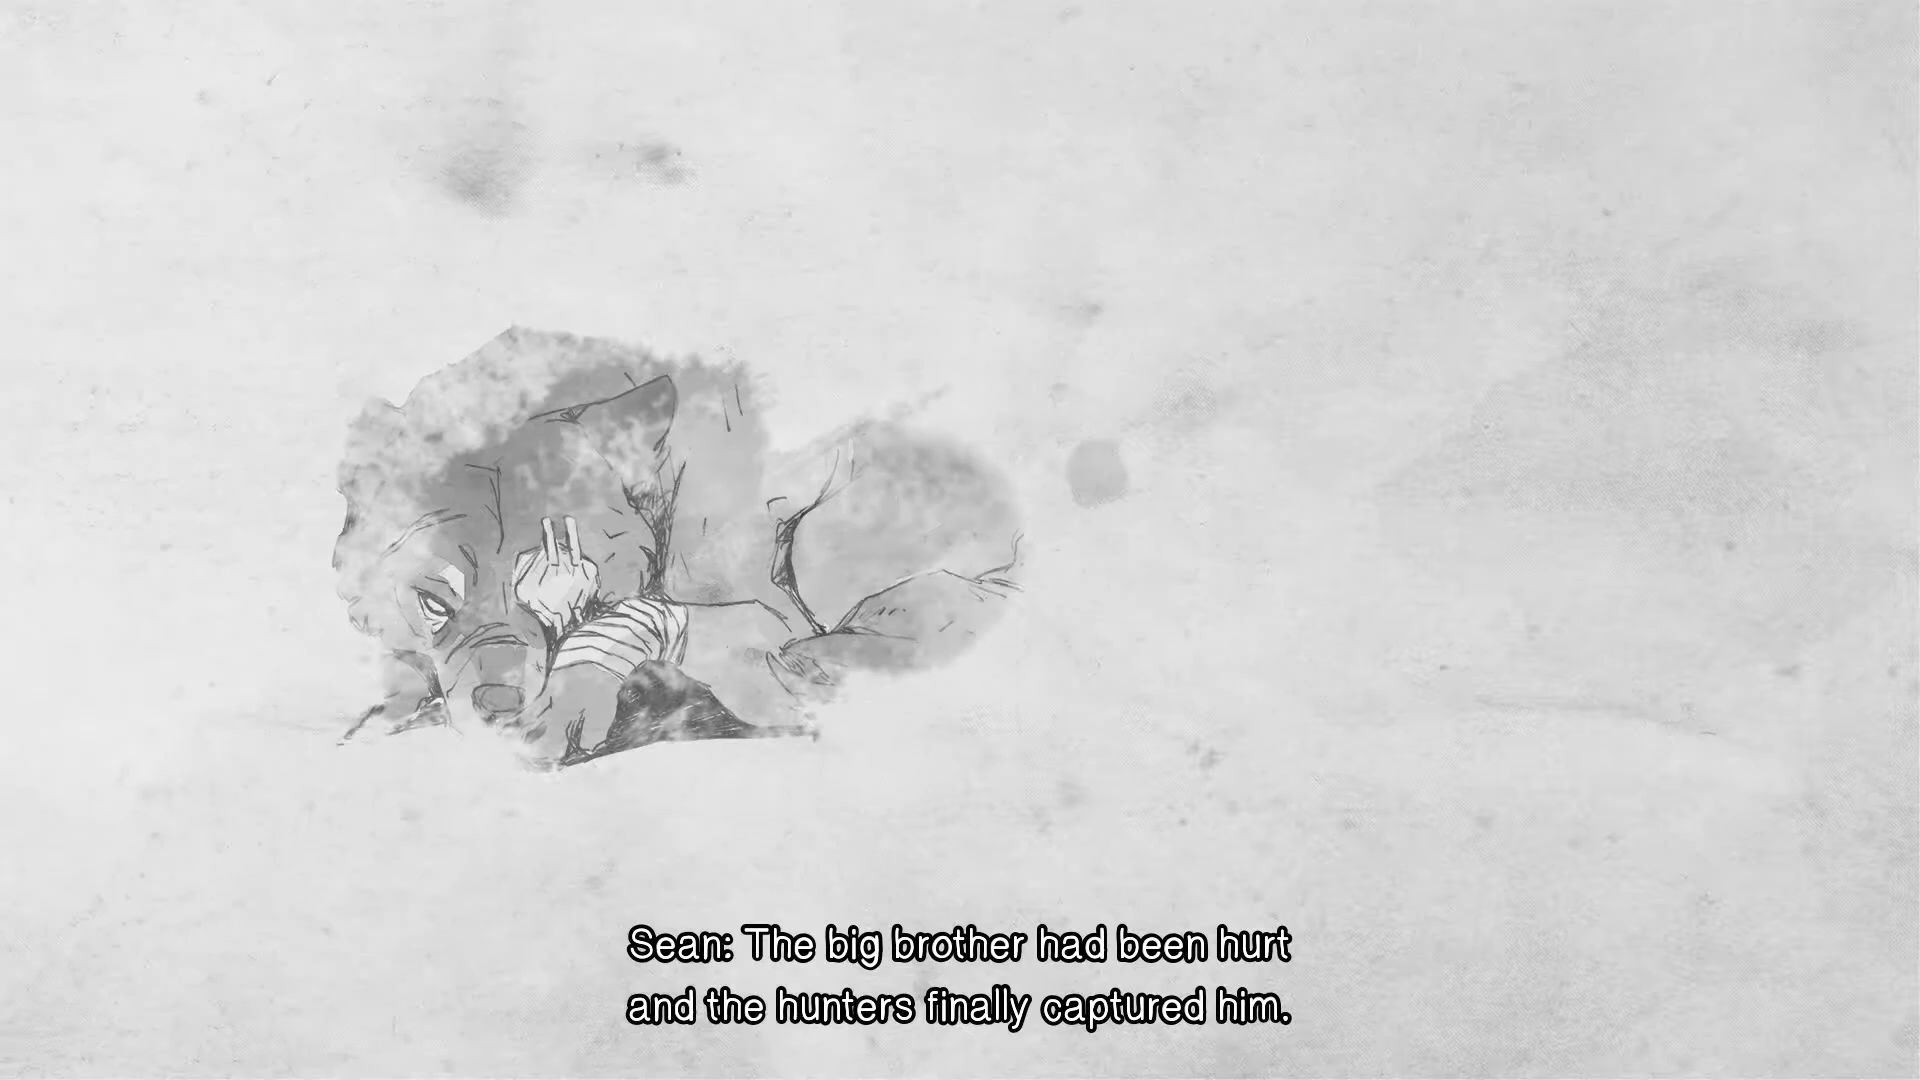 Sean: The big brother had been hurt
and the hunters finally captured him.